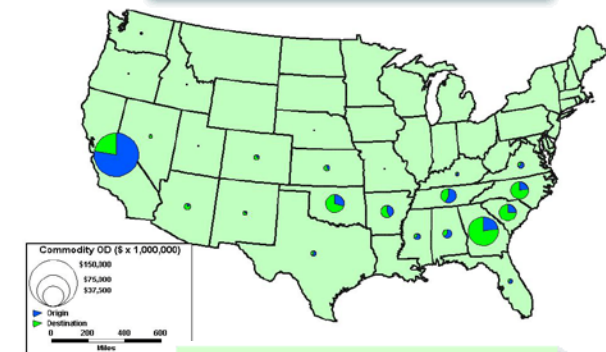 Commodity OD ($ x 1,000,000)
$150,000
$75,000
$37,500
Origin
Destination
0 200 400 600
Miles